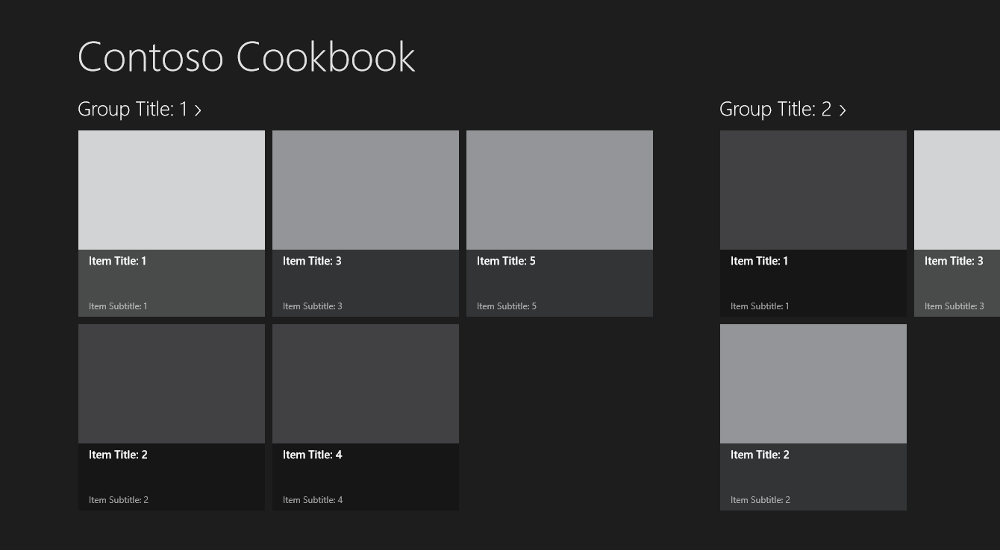 Contoso Cookbook
Group Title: 1 >
Item Title: 1
Item Subtitle: 1
Item Title: 3
Item Subtitle: 3
Item Title: 5
Item Subtitle: 5
Item Title: 2
Item Subtitle: 2
Item Title: 4
Item Subtitle: 4
Group Title: 2 >
Item Title: 1
Item Subtitle: 1
Item Title: 3
Item Subtitle: 3
Item Title: 2
Item Subtitle: 2